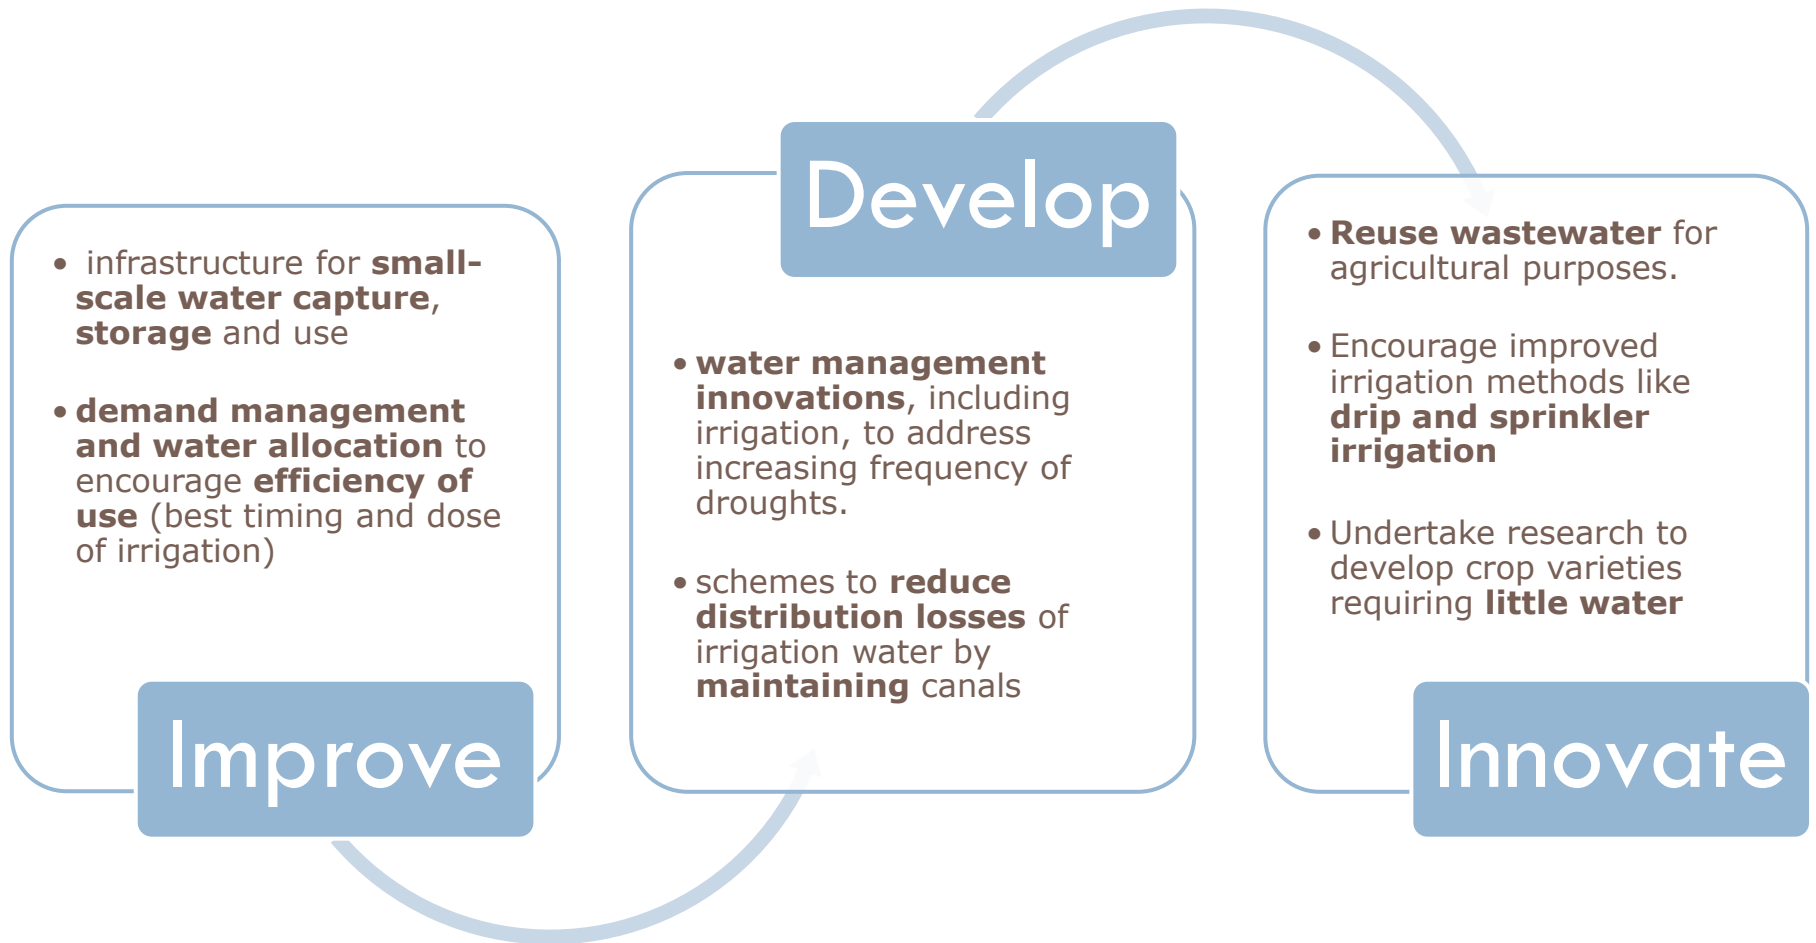 • infrastructure for small-
scale water capture,
storage and use
• demand management
and water allocation to
encourage efficiency of
use (best timing and dose
of irrigation)
Improve
Develop
• water management
innovations, including
irrigation, to address
increasing frequency of
droughts.
• schemes to reduce
distribution losses of
irrigation water by
maintaining canals
• Reuse wastewater for
agricultural purposes.
• Encourage improved
irrigation methods like
drip and sprinkler
irrigation
• Undertake research to
develop crop varieties
requiring little water
Innovate